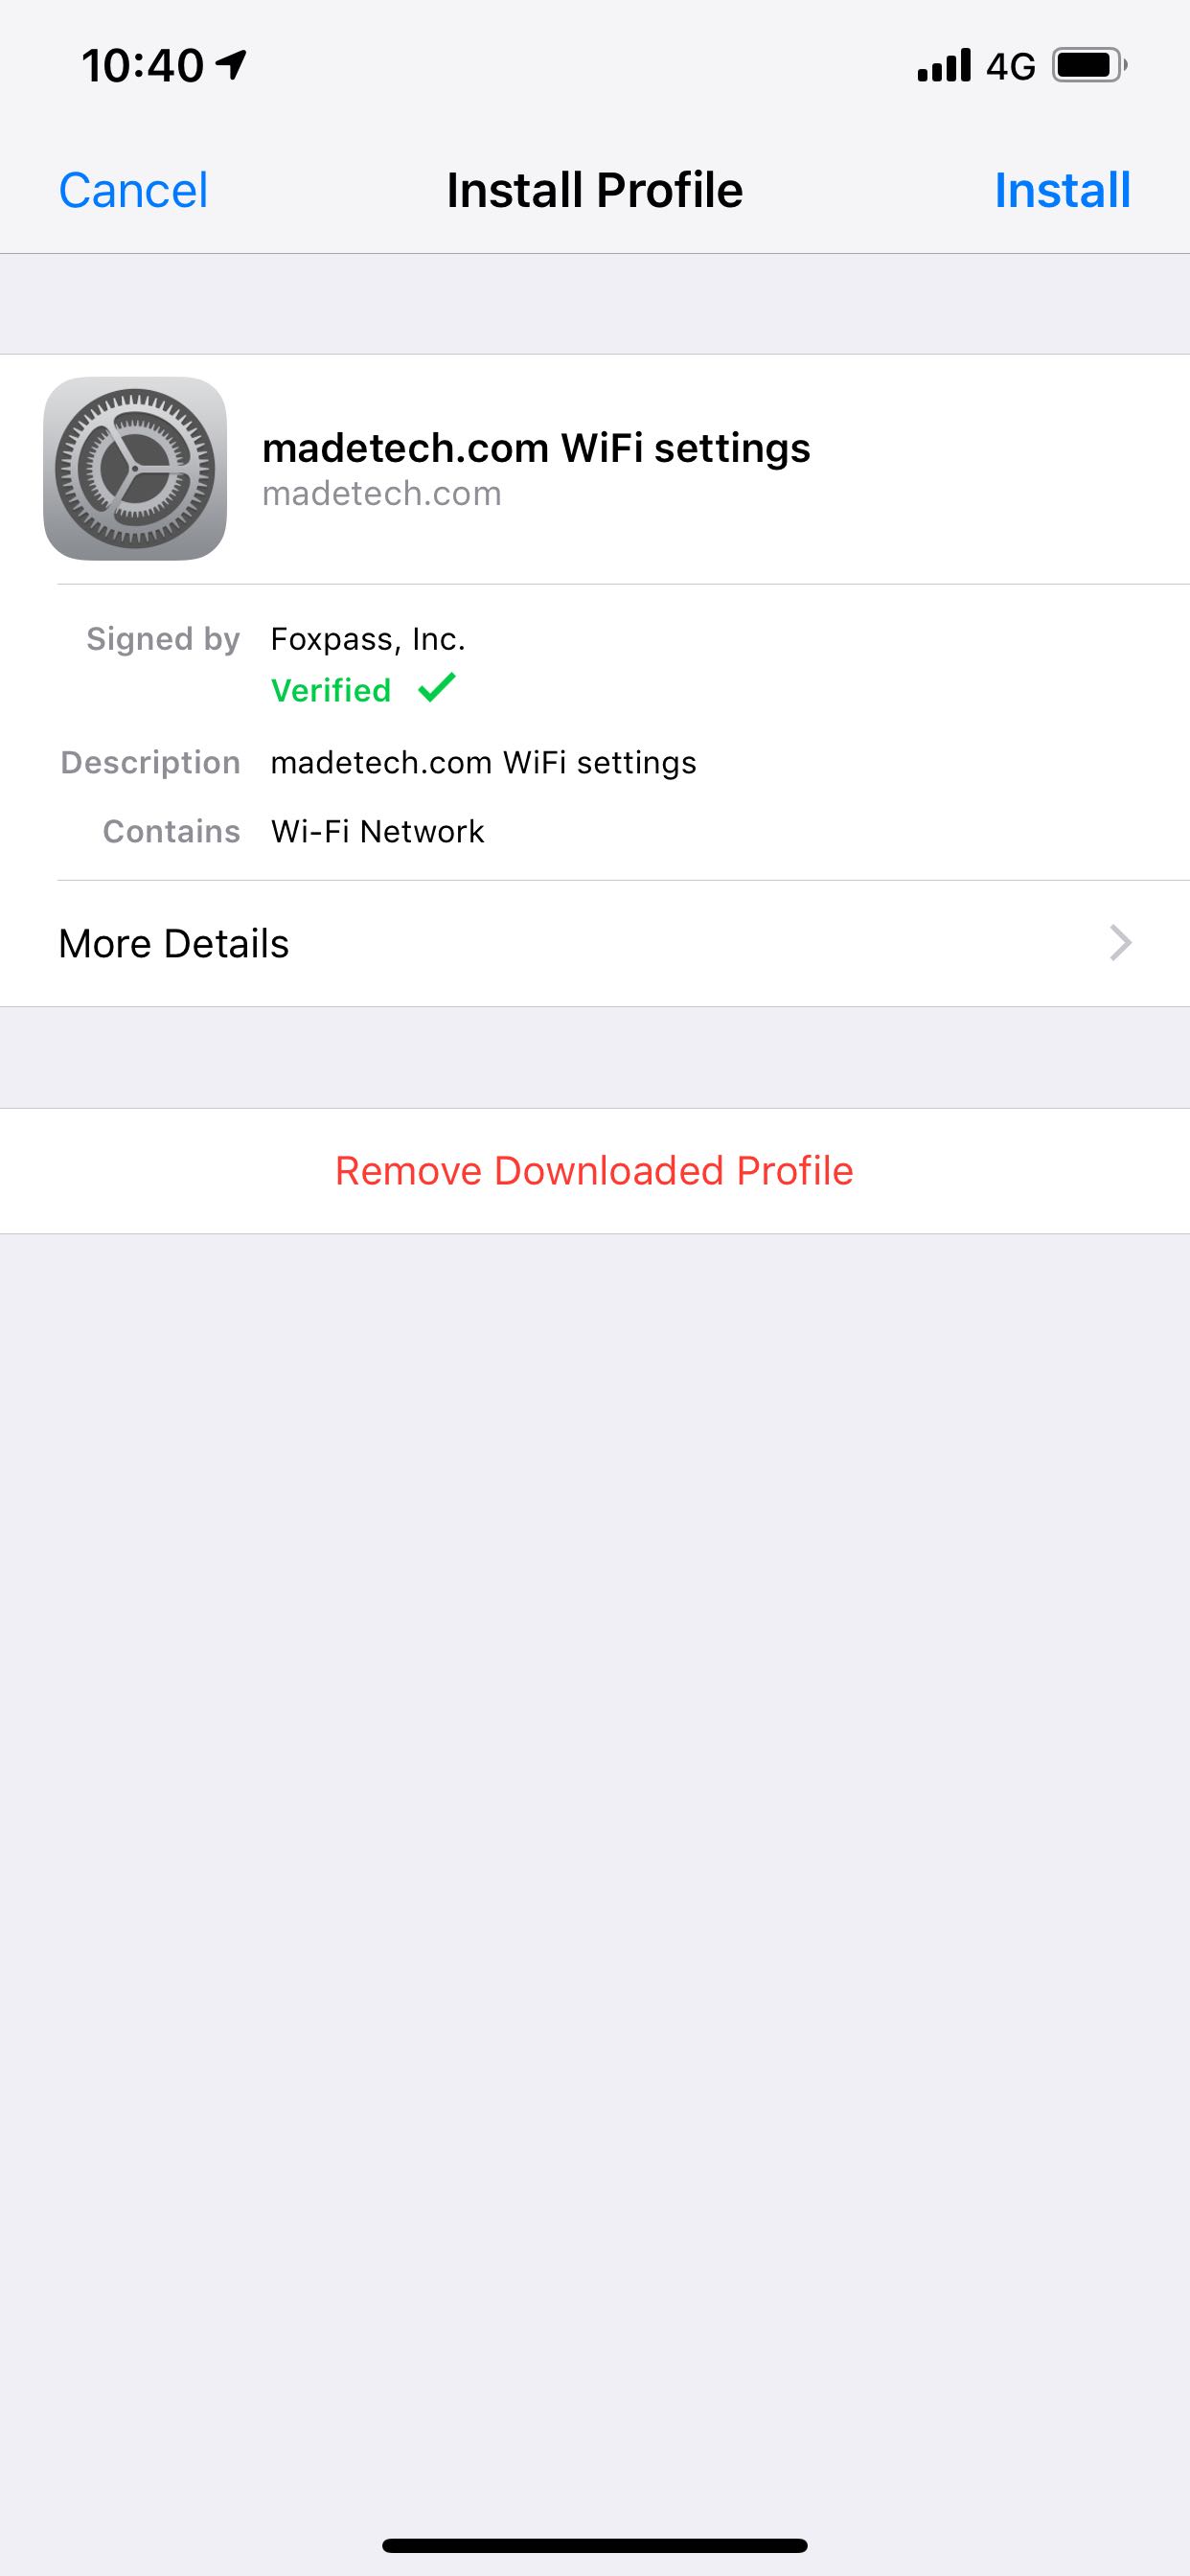 10:40
4G
Cancel
Install Profile
Install
madetech.com WiFi settings
madetech.com
Signed by Foxpass, Inc.
Verified
Description madetech.com WiFi settings
Contains Wi-Fi Network
More Details
Remove Downloaded Profile